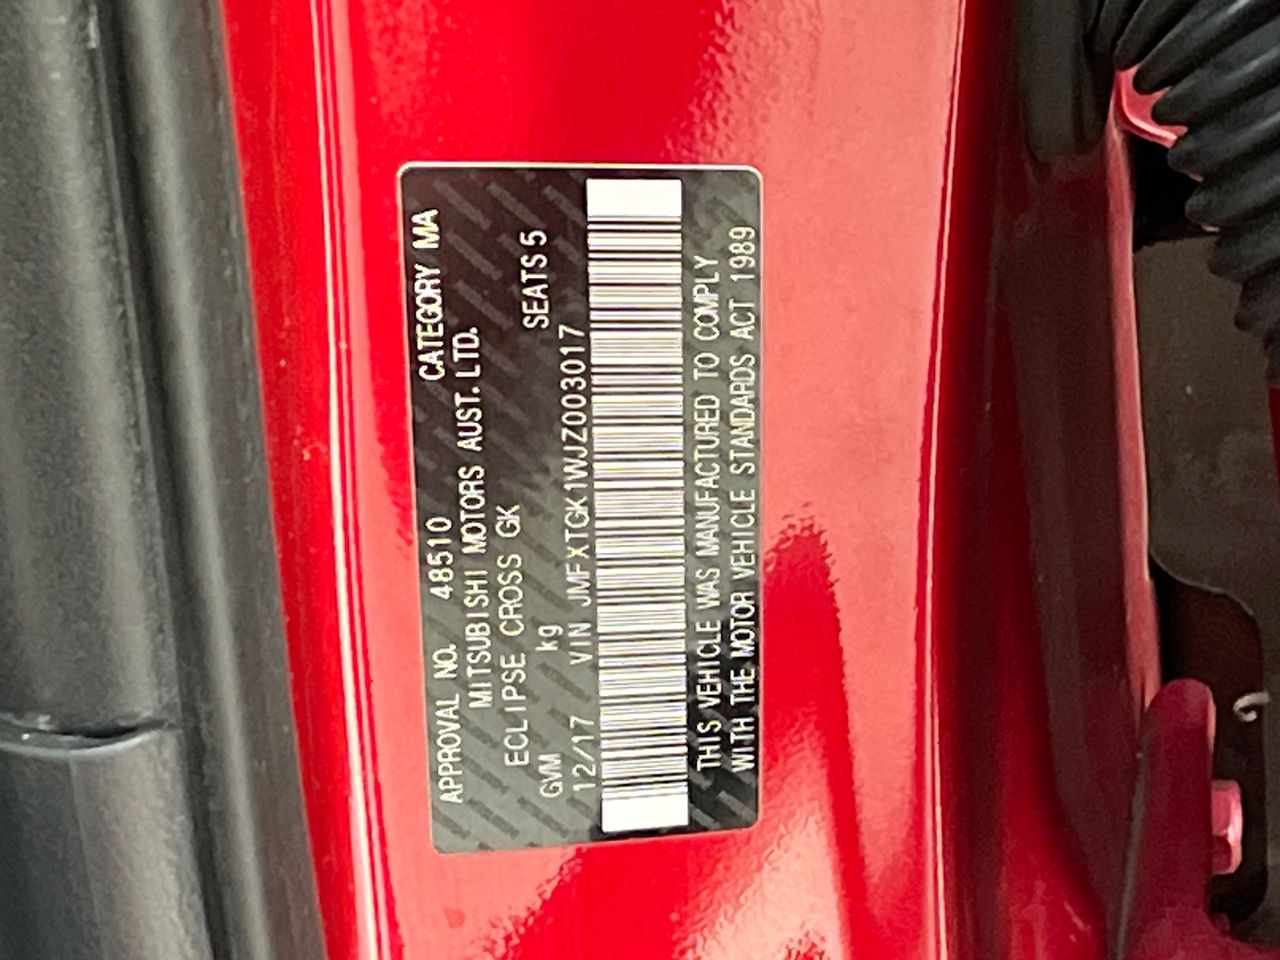 APPROVAL NO. 48510 CATEGORY MA
MITSUBISHI MOTORS AUST. LTD.
ECLIPSE CROSS GK
GVM kg SEATS 5
12/17 VIN JMFXTGK1WJZ003017
THIS VEHICLE WAS MANUFACTURED TO COMPLY
WITH THE MOTOR VEHICLE STANDARDS ACT 1989